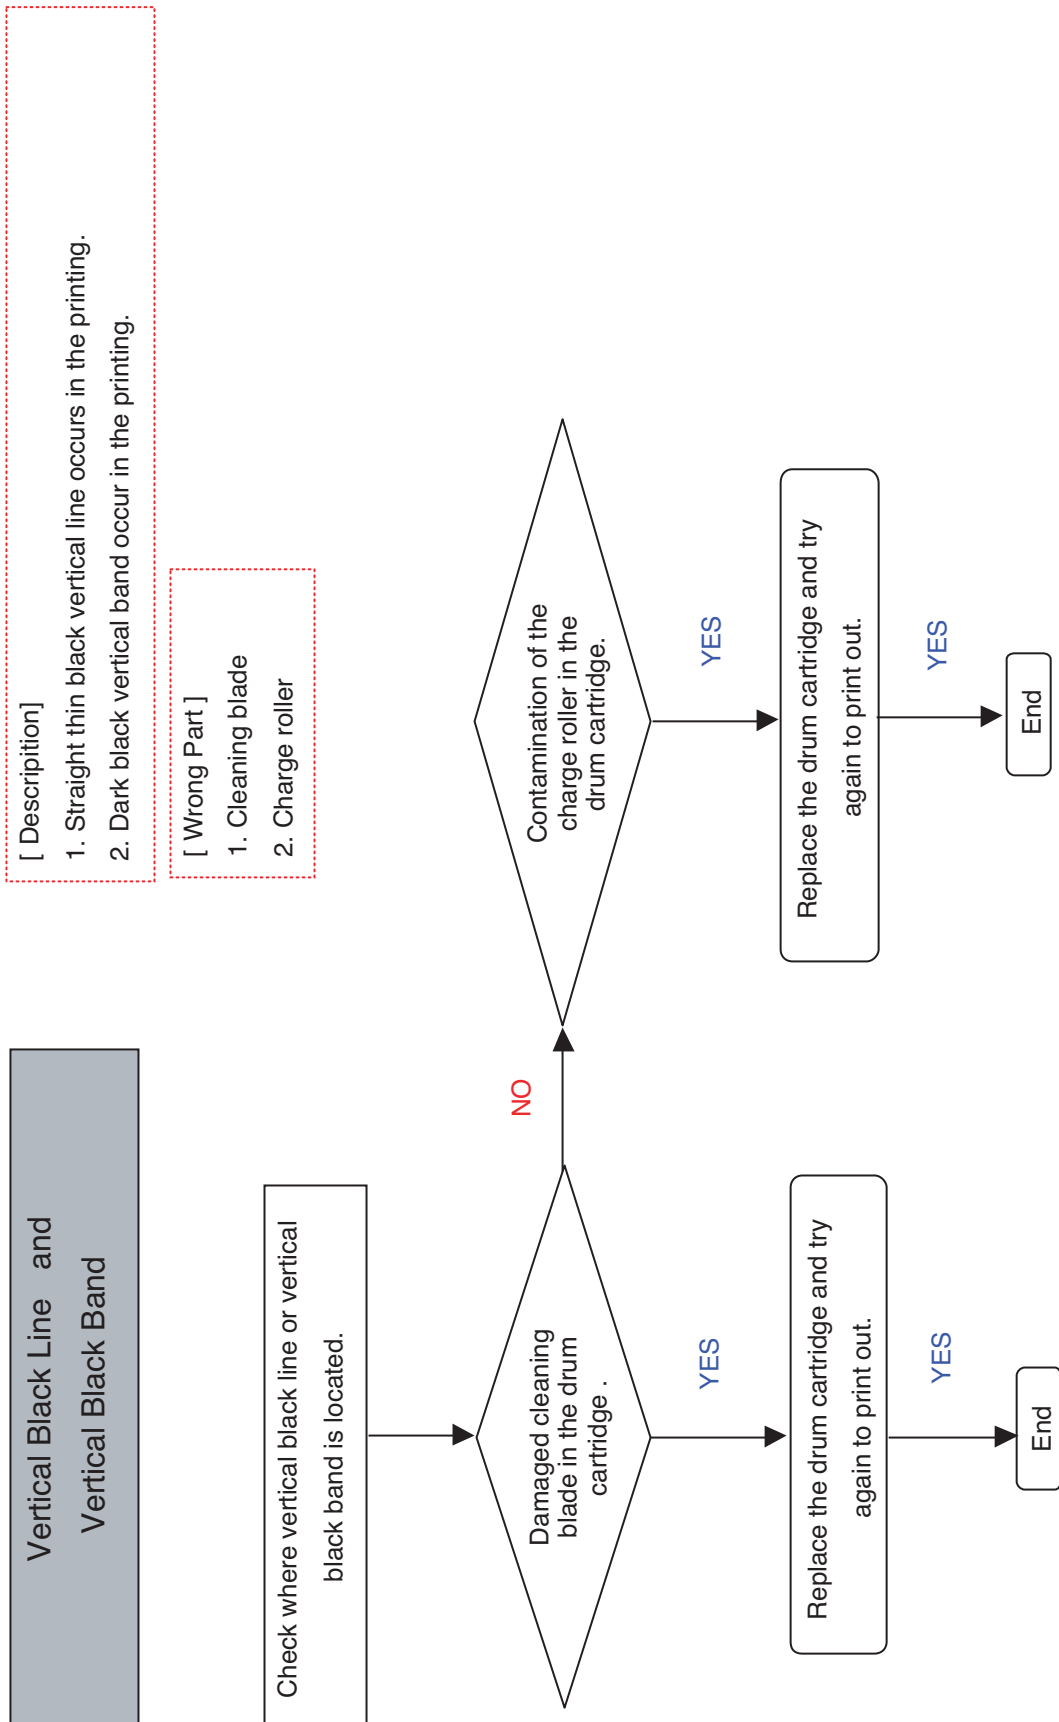 Vertical Black Line and
Vertical Black Band
[ Descripition]
1. Straight thin black vertical line occurs in the printing.
2. Dark black vertical band occur in the printing.
[ Wrong Part ]
1. Cleaning blade
2. Charge roller
Check where vertical black line or vertical
black band is located.
Damaged cleaning
blade in the drum
cartridge .
NO
Contamination of the
charge roller in the
drum cartridge.
YES
YES
Replace the drum cartridge and try
again to print out.
Replace the drum cartridge and try
again to print out.
YES
YES
End
End